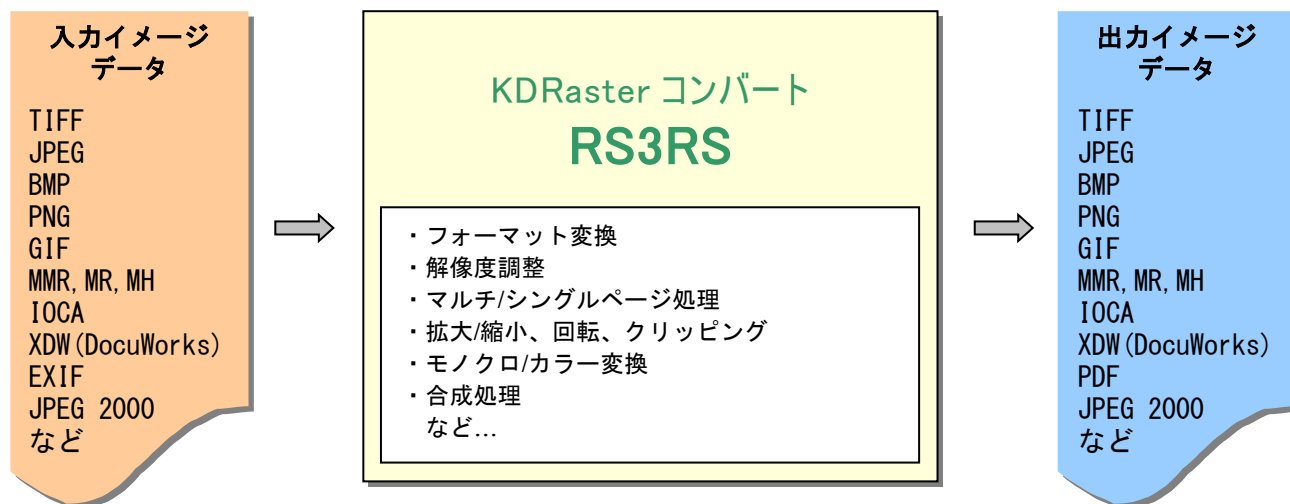 入力イメージ
データ
TIFF
JPEG
BMP
PNG
GIF
MMR,MR,MH
IOCA
XDW(DocuWorks)
EXIF
JPEG 2000
など
KDRaster コンバート
RS3RS
・フォーマット変換
・解像度調整
・マルチ/シングルページ処理
・拡大/縮小、回転、クリッピング
・モノクロ/カラー変換
・合成処理
など…
出力イメージ
データ
TIFF
JPEG
BMP
PNG
GIF
MMR,MR,MH
IOCA
XDW(DocuWorks)
PDF
JPEG 2000
など